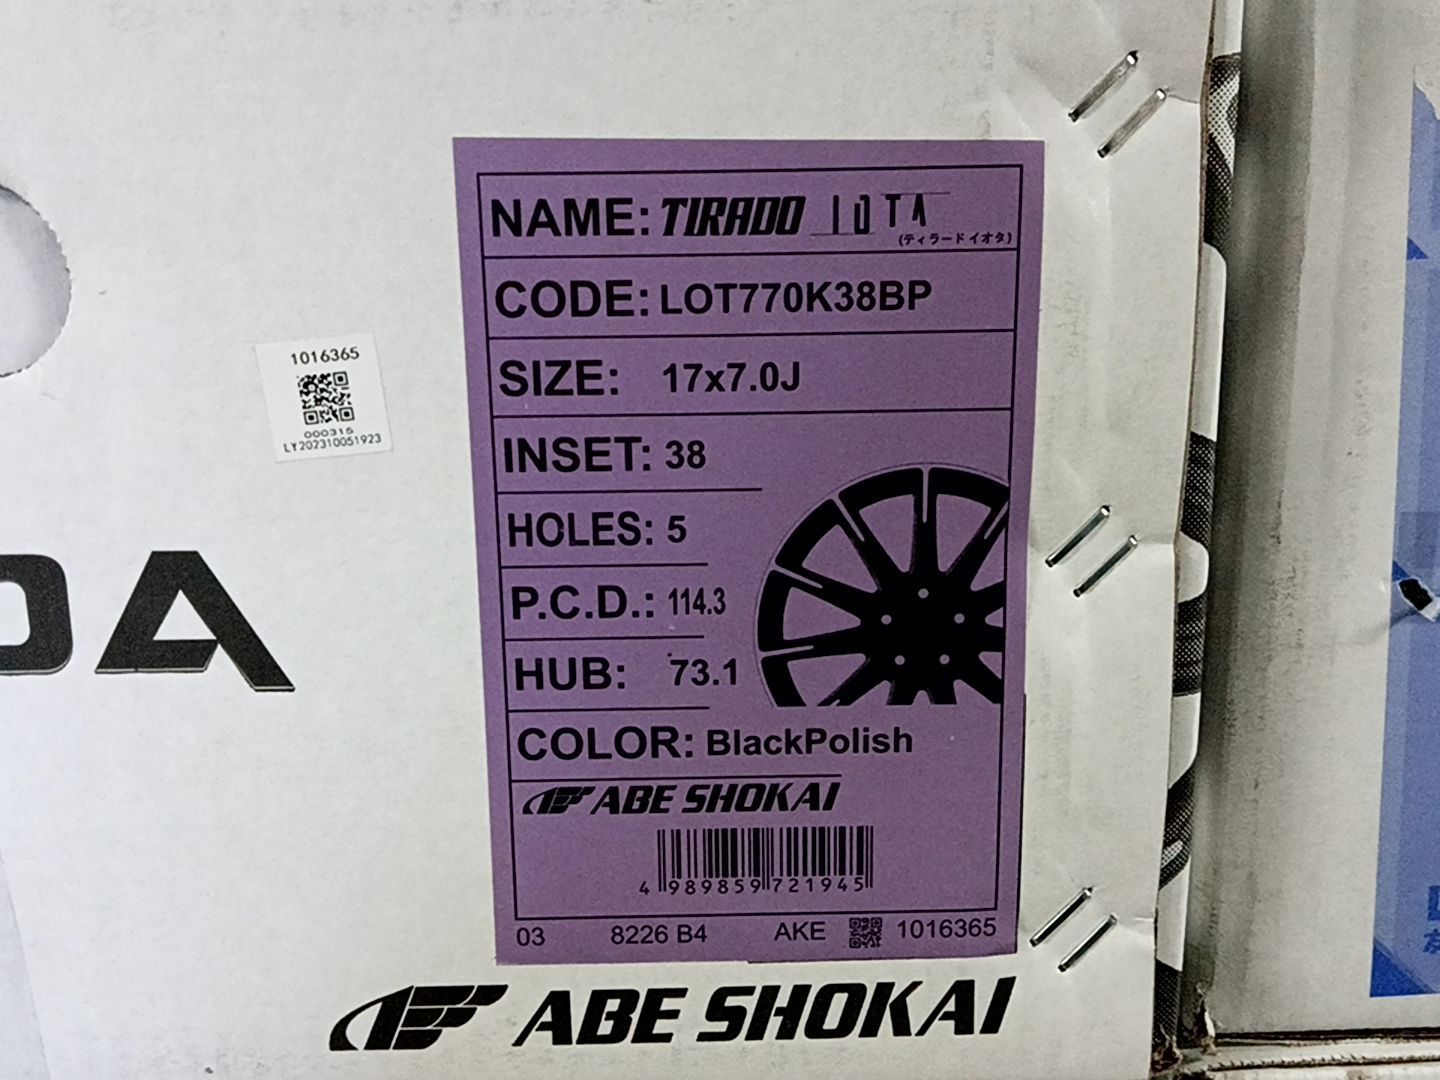 NAME: TIRADO IOTA
(ティラード イオタ)
CODE: LOT770K38BP
SIZE: 17x7.0J
INSET: 38
HOLES: 5
P.C.D.: 114.3
HUB: 73.1
COLOR: BlackPolish
ABE SHOKAI
4 989859 721945
03 8226 B4 AKE 1016365
1016365
000315
LY202310051923
DA
ABE SHOKAI